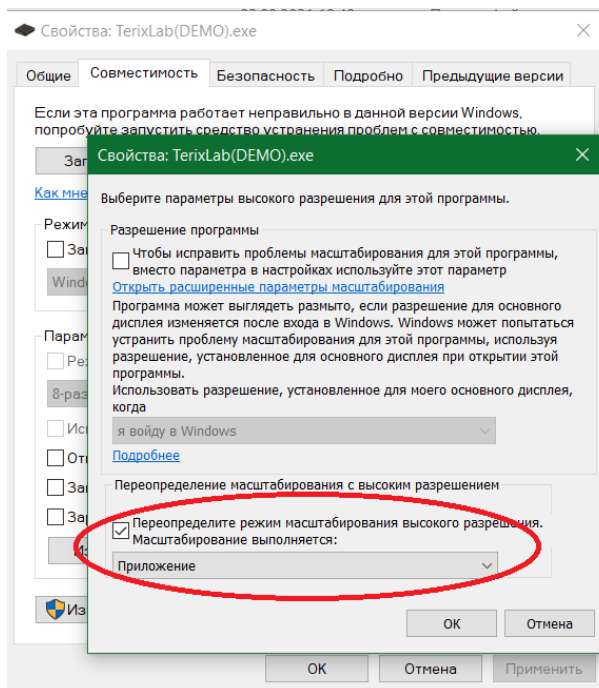 Свойства: TerixLab(DEMO).exe
Общие Совместимость Безопасность Подробно Предыдущие версии
Если эта программа работает неправильно в данной версии Windows,
попробуйте запустить средство устранения проблем с совместимостью.
Свойства: TerixLab(DEMO).exe
Как мне
Выберите параметры высокого разрешения для этой программы.
Разрешение программы
Чтобы исправить проблемы масштабирования для этой программы,
вместо параметра в настройках используйте этот параметр
Открыть расширенные параметры масштабирования
Программа может выглядеть размыто, если разрешение для основного
дисплея изменяется после входа в Windows. Windows может попытаться
устранить проблему масштабирования для этой программы, используя
разрешение, установленное для основного дисплея при открытии этой
программы.
Использовать разрешение, установленное для моего основного дисплея,
когда
я войду в Windows
Подробнее
Переопределение масштабирования с высоким разрешением
Переопределите режим масштабирования высокого разрешения.
Масштабирование выполняется:
Приложение
8-раз
ОК Отмена
ОК Отмена Применить